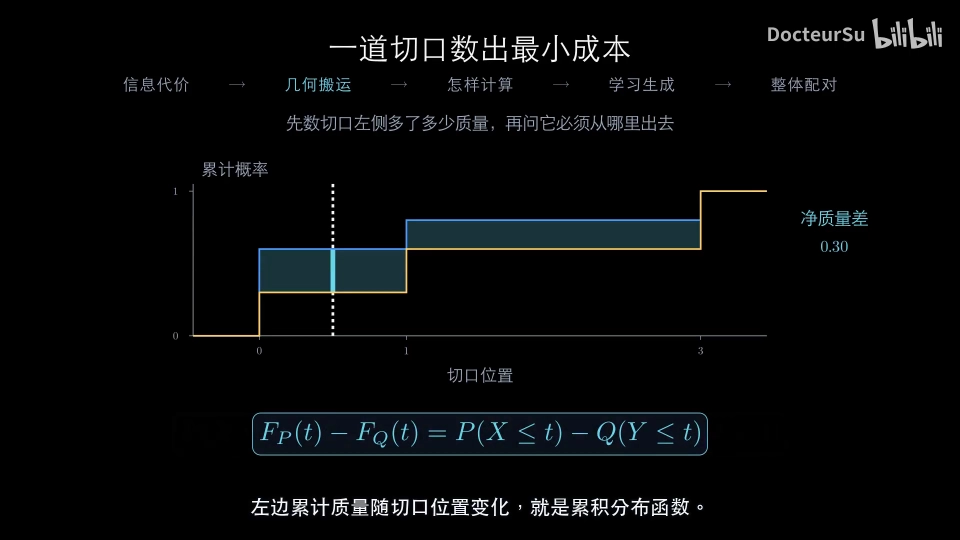 DocteurSu bilibili
一道切口数出最小成本
信息代价 → 几何搬运 → 怎样计算 → 学习生成 → 整体配对
先数切口左侧多了多少质量，再问它必须从哪里出去
累计概率
1
净质量差
0.30
0
0 1 3
切口位置
F_P(t) − F_Q(t) = P(X ≤ t) − Q(Y ≤ t)
左边累计质量随切口位置变化，就是累积分布函数。